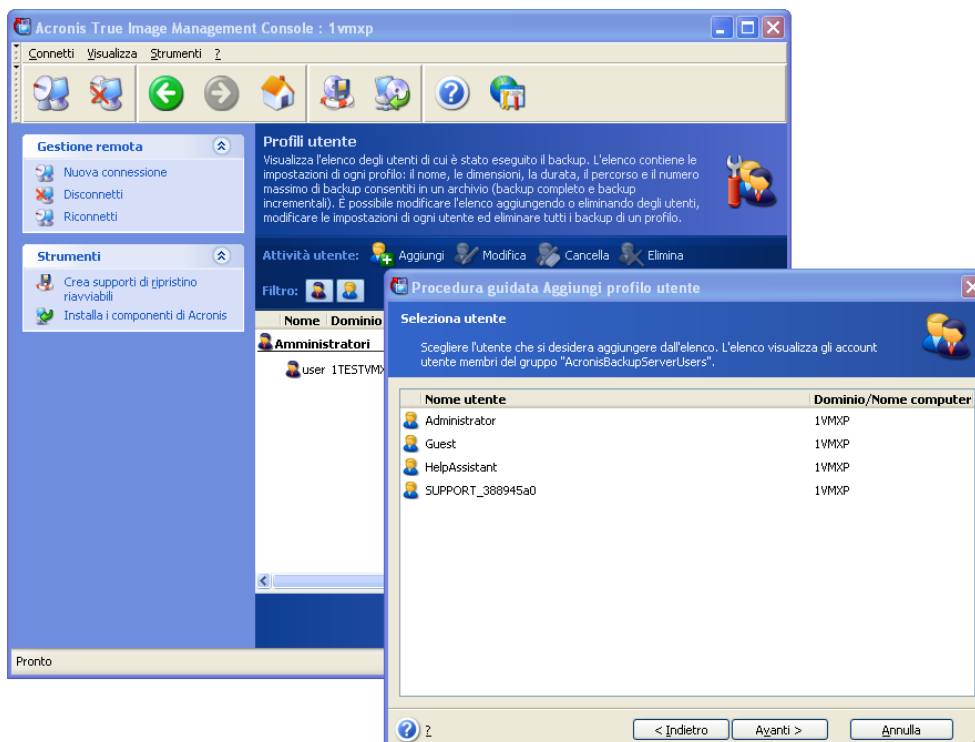 Acronis True Image Management Console : 1vmxp
Connetti Visualizza Strumenti ?
Gestione remota
Nuova connessione
Disconnetti
Riconnetti
Strumenti
Crea supporti di ripristino
riavviabili
Installa i componenti di Acronis
Profili utente
Visualizza l'elenco degli utenti di cui è stato eseguito il backup. L'elenco contiene le
impostazioni di ogni profilo: il nome, le dimensioni, la durata, il percorso e il numero
massimo di backup consentiti in un archivio (backup completo e backup
incrementali). È possibile modificare l'elenco aggiungendo o eliminando degli utenti,
modificare le impostazioni di ogni utente ed eliminare tutti i backup di un profilo.
Attività utente: Aggiungi Modifica Cancella Elimina
Filtro:
Nome Dominio
Amministratori
user 1TESTVMX
Pronto
Procedura guidata Aggiungi profilo utente
Seleziona utente
Scegliere l'utente che si desidera aggiungere dall'elenco. L'elenco visualizza gli account
utente membri del gruppo "AcronisBackupServerUsers".
Nome utente Dominio/Nome computer
Administrator 1VMXP
Guest 1VMXP
HelpAssistant 1VMXP
SUPPORT_388945a0 1VMXP
? < Indietro Avanti > Annulla